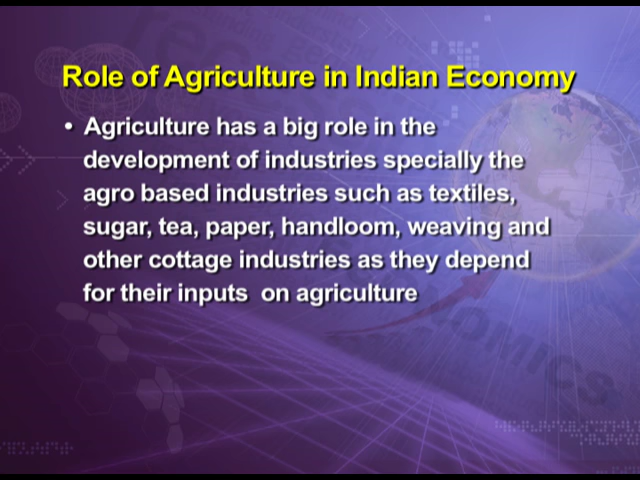 Role of Agriculture in Indian Economy
• Agriculture has a big role in the
development of industries specially the
agro based industries such as textiles,
sugar, tea, paper, handloom, weaving and
other cottage industries as they depend
for their inputs on agriculture
OMICS